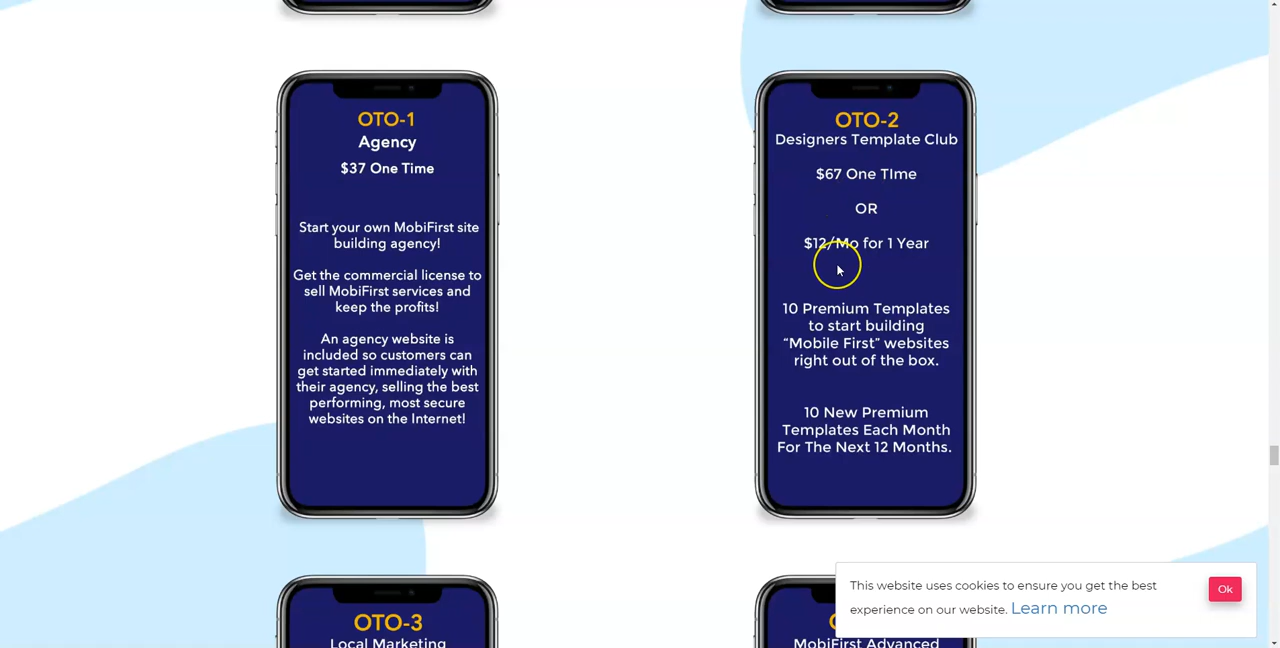 OTO-1
Agency
$37 One Time
Start your own MobiFirst site
building agency!
Get the commercial license to
sell MobiFirst services and
keep the profits!
An agency website is
included so customers can
get started immediately with
their agency, selling the best
performing, most secure
websites on the Internet!
OTO-2
Designers Template Club
$67 One TIme
OR
$12/Mo for 1 Year
10 Premium Templates
to start building
“Mobile First” websites
right out of the box.
10 New Premium
Templates Each Month
For The Next 12 Months.
OTO-3
Local Marketing
MobiFirst Advanced
This website uses cookies to ensure you get the best
experience on our website. Learn more
Ok